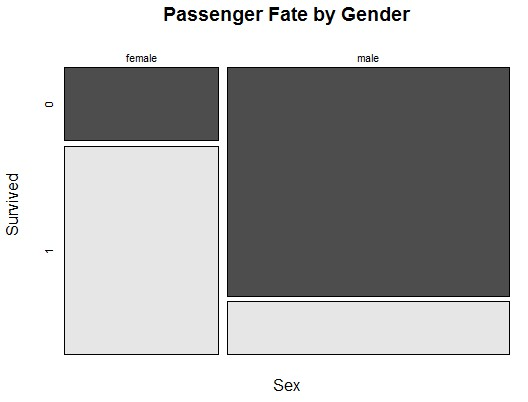 Passenger Fate by Gender
female
male
0
Survived
1
Sex